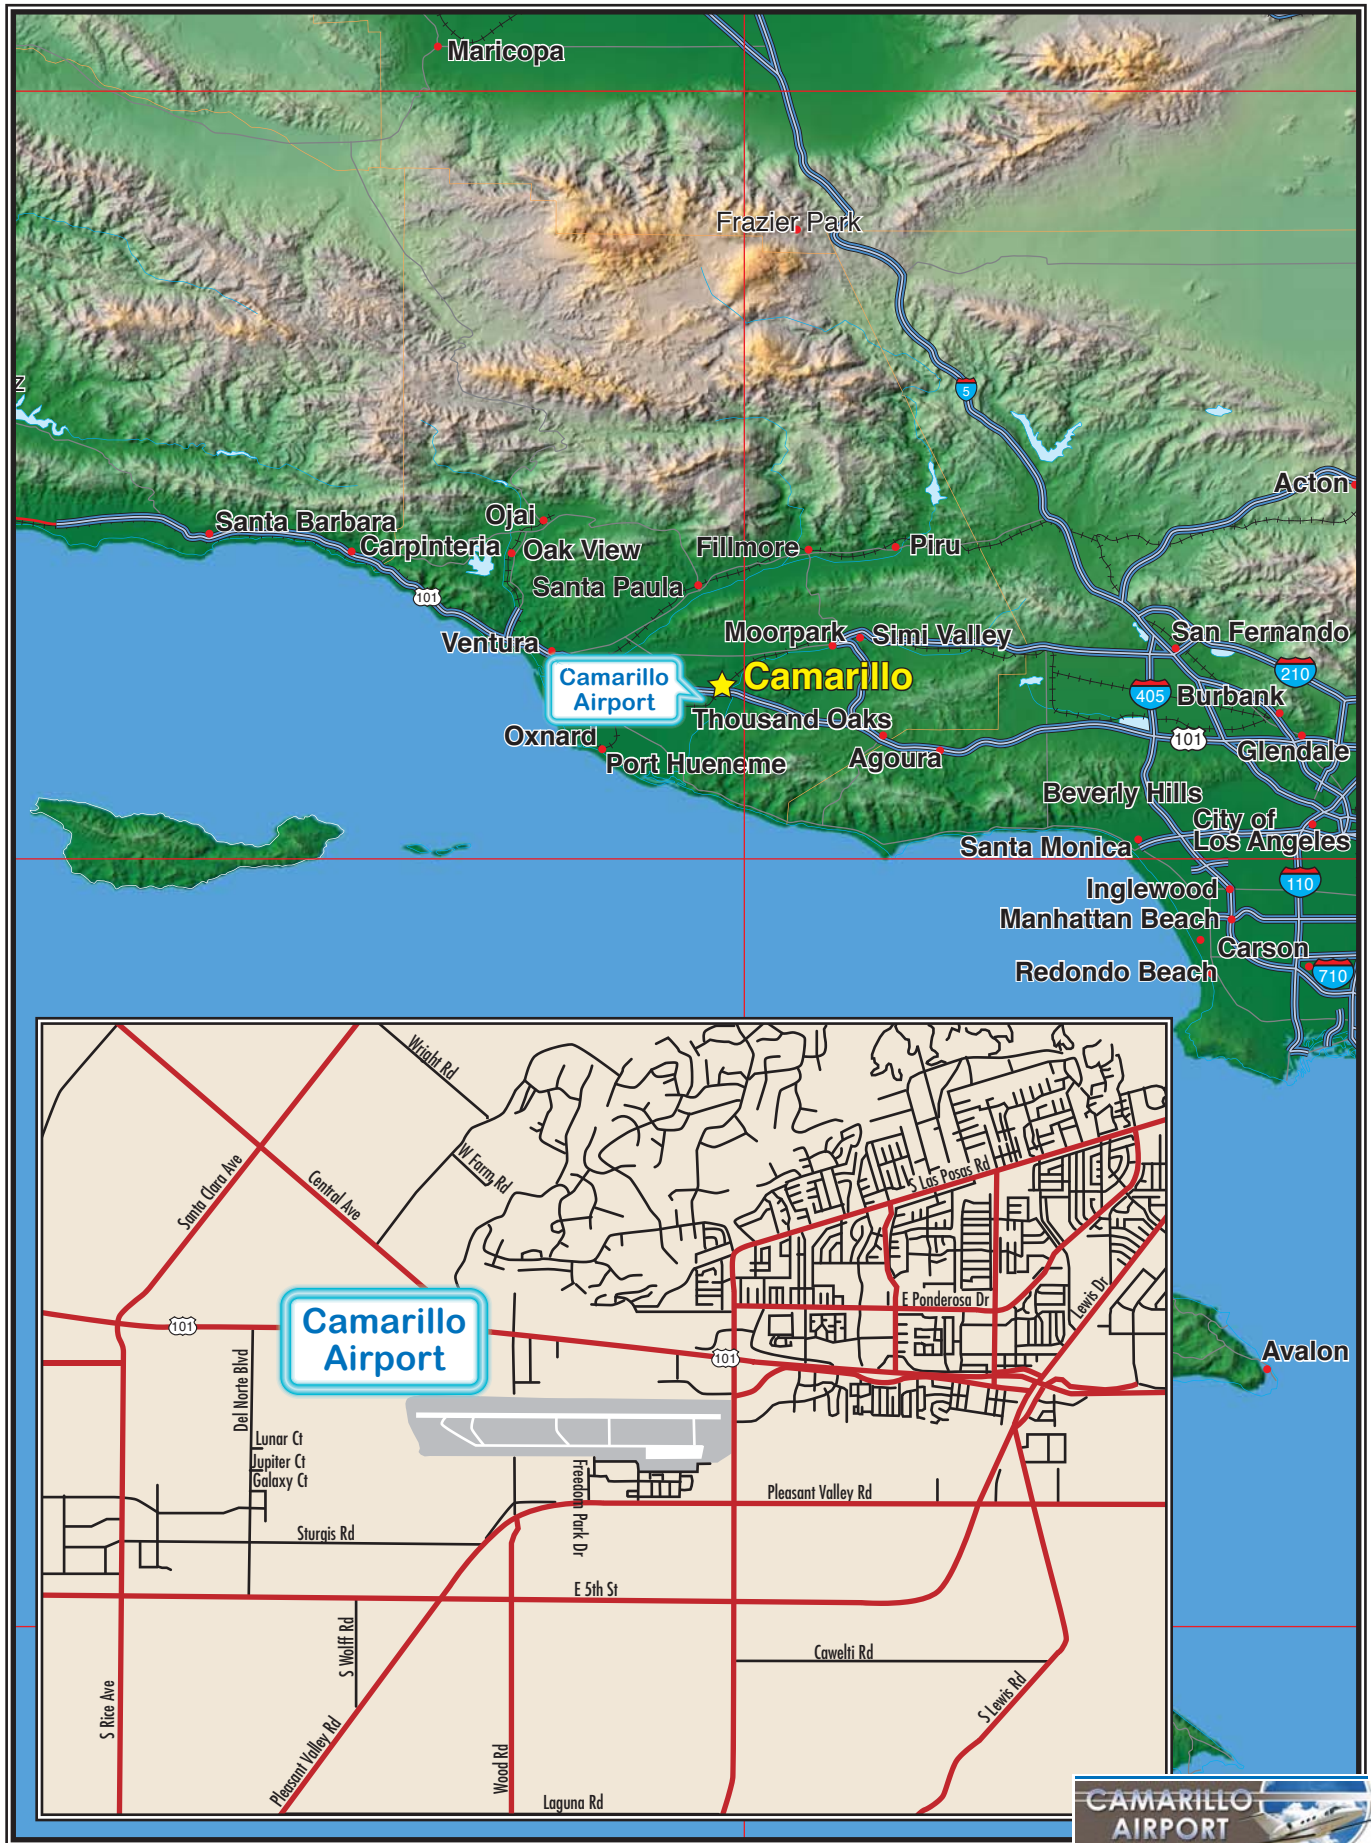 Maricopa
Frazier Park
5
z
Acton
Santa Barbara
Ojai
Carpinteria
Oak View
Fillmore
Piru
Santa Paula
101
Ventura
Moorpark
Simi Valley
San Fernando
210
Camarillo
Airport
Camarillo
405
Burbank
Thousand Oaks
Oxnard
101
Glendale
Port Hueneme
Agoura
Beverly Hills
City of
Los Angeles
Santa Monica
110
Inglewood
Manhattan Beach
Carson
Redondo Beach
710
Wright Rd
W Farm Rd
Santa Clara Ave
Central Ave
S Las Posas Rd
E Ponderosa Dr
Lewis Dr
101
Camarillo
Airport
101
Avalon
Del Norte Blvd
Lunar Ct
Jupiter Ct
Galaxy Ct
Freedom Park Dr
Pleasant Valley Rd
Sturgis Rd
E 5th St
S Wolff Rd
Cawelti Rd
S Rice Ave
S Lewis Rd
Pleasant Valley Rd
Wood Rd
Laguna Rd
CAMARILLO
AIRPORT